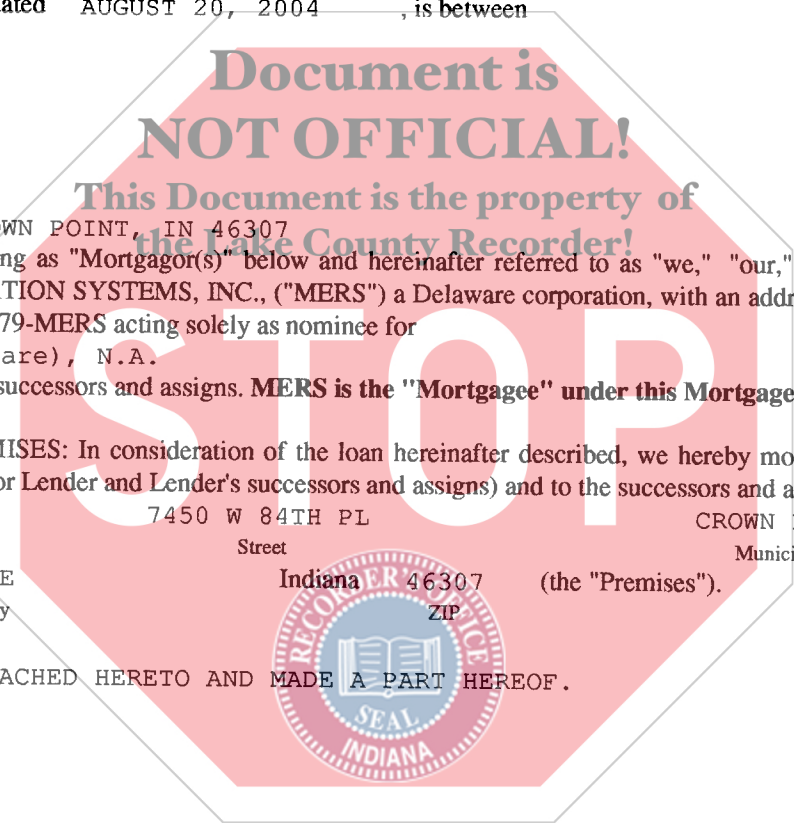 dated AUGUST 20, 2004 , is between
Document is
NOT OFFICIAL!
This Document is the property of
the Lake County Recorder!
WN POINT, IN 46307
ng as "Mortgagor(s)" below and hereinafter referred to as "we," "our,"
TION SYSTEMS, INC., ("MERS") a Delaware corporation, with an addr
79-MERS acting solely as nominee for
are), N.A.
successors and assigns. MERS is the "Mortgagee" under this Mortgage
STOP
MISES: In consideration of the loan hereinafter described, we hereby mo
or Lender and Lender's successors and assigns) and to the successors and a
7450 W 84TH PL CROWN
Street Munici
E Indiana 46307 (the "Premises").
y ZIP
ACHED HERETO AND MADE A PART HEREOF.
RECORDER'S OFFICE
SEAL
INDIANA